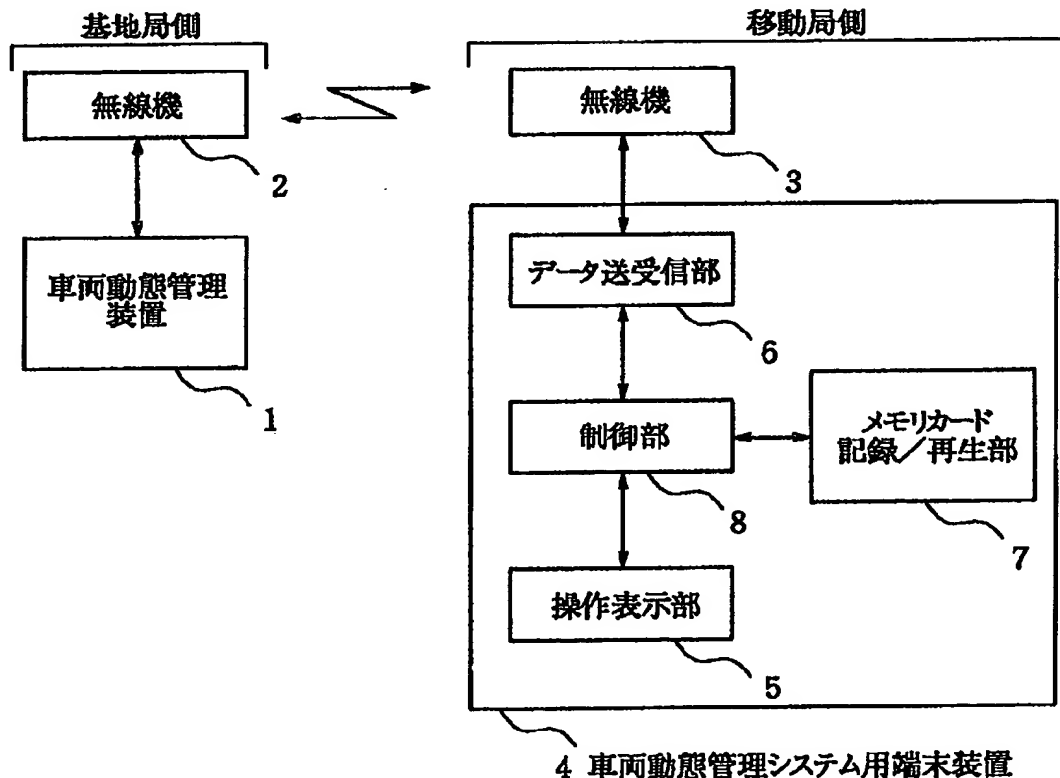 基地局側
無線機
2
車両動態管理
装置
1
移動局側
無線機
3
データ送受信部
6
制御部
8
メモリカード
記録／再生部
7
操作表示部
5
4 車両動態管理システム用端末装置